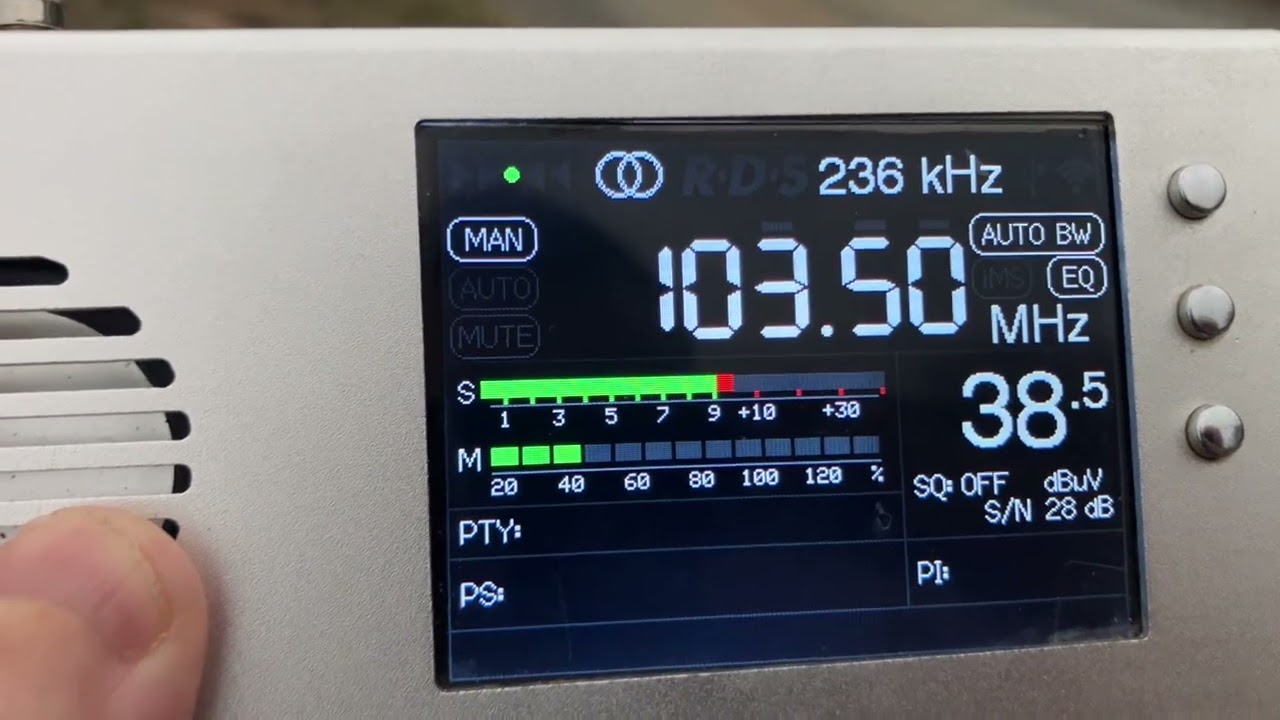 R·D·S 236 kHz
MAN
AUTO
MUTE
103.50 MHz
AUTO BW
iMS EQ
S
1 3 5 7 9 +10 +30
M
20 40 60 80 100 120 %
38.5
SQ: OFF dBuV
S/N 28 dB
PTY:
PS:
PI: